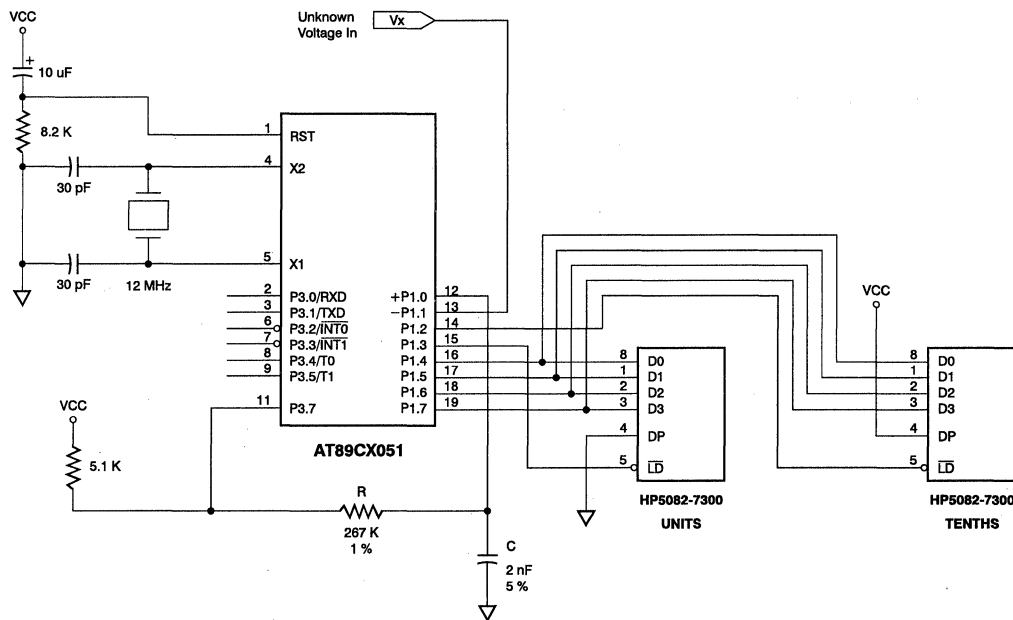 VCC
+
10 uF
8.2 K
30 pF
30 pF
12 MHz
Unknown
Voltage In
Vx
1 RST
4 X2
5 X1
2 P3.0/RXD
3 P3.1/TXD
6 P3.2/INT0
7 P3.3/INT1
8 P3.4/T0
9 P3.5/T1
11 P3.7
+P1.0 12
−P1.1 13
P1.2 14
P1.3 15
P1.4 16
P1.5 17
P1.6 18
P1.7 19
AT89CX051
VCC
5.1 K
R
267 K
1 %
C
2 nF
5 %
8 D0
1 D1
2 D2
3 D3
4 DP
5 LD
HP5082-7300
UNITS
VCC
8 D0
1 D1
2 D2
3 D3
4 DP
5 LD
HP5082-7300
TENTHS